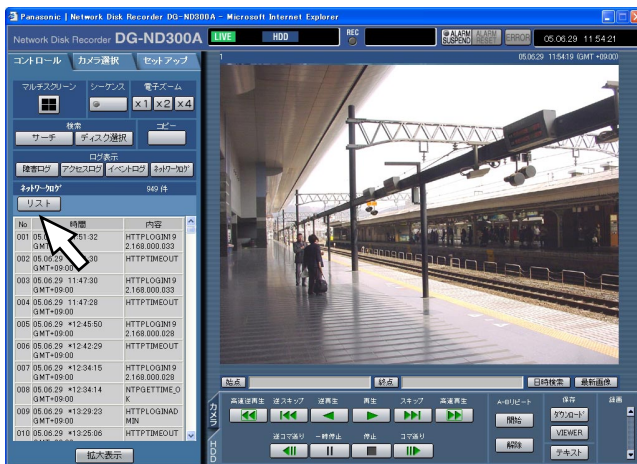 Panasonic | Network Disk Recorder DG-ND300A - Microsoft Internet Explorer
Network Disk Recorder DG-ND300A
LIVE
HDD
REC
ALARM SUSPEND
ALARM RESET
ERROR
05.06.29 11:54:21
コントロール
カメラ選択
セットアップ
1
05.06.29 11:54:19 (GMT +09:00)
マルチスクリーン
シーケンス
電子ズーム
x1
x2
x4
検索
コピー
サーチ
ディスク選択
ログ表示
障害ログ
アクセスログ
イベントログ
ネットワークログ
ネットワークログ
949 件
リスト
No 時間 内容
001 05.06. 51:32 HTTPLOGIN19
GMT+09:00 2.168.000.033
002 05.06. 30 HTTPTIMEOUT
GMT+09:00
003 05.06.29 11:47:30 HTTPLOGIN19
GMT+09:00 2.168.000.033
004 05.06.29 11:47:28 HTTPTIMEOUT
GMT+09:00
005 05.06.29 *12:45:50 HTTPLOGIN19
GMT+09:00 2.168.000.028
006 05.06.29 *12:42:29 HTTPTIMEOUT
GMT+09:00
007 05.06.29 *12:34:15 HTTPLOGIN19
GMT+09:00 2.168.000.028
008 05.06.29 *12:34:14 NTPGETTIME_O
GMT+09:00 K
009 05.06.29 *13:29:23 HTTPLOGINAD
GMT+09:00 MIN
010 05.06.29 *13:25:06 HTTPTIMEOUT
拡大表示
始点
終点
日時検索
最新画像
カメラ
HDD
高速逆再生
逆スキップ
逆再生
再生
スキップ
高速再生
逆コマ送り
一時停止
停止
コマ送り
A-Bリピート
開始
解除
保存
ダウンロード
VIEWER
テキスト
録画